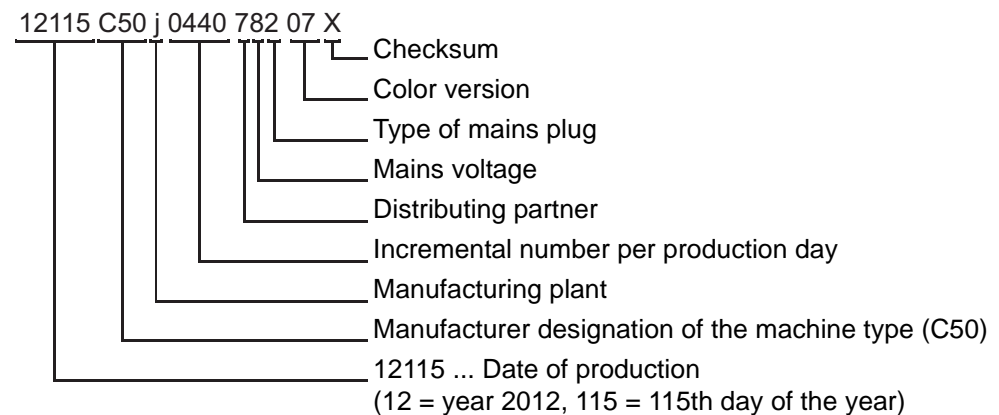 12115 C50 j 0440 782 07 X
Checksum
Color version
Type of mains plug
Mains voltage
Distributing partner
Incremental number per production day
Manufacturing plant
Manufacturer designation of the machine type (C50)
12115 ... Date of production
(12 = year 2012, 115 = 115th day of the year)